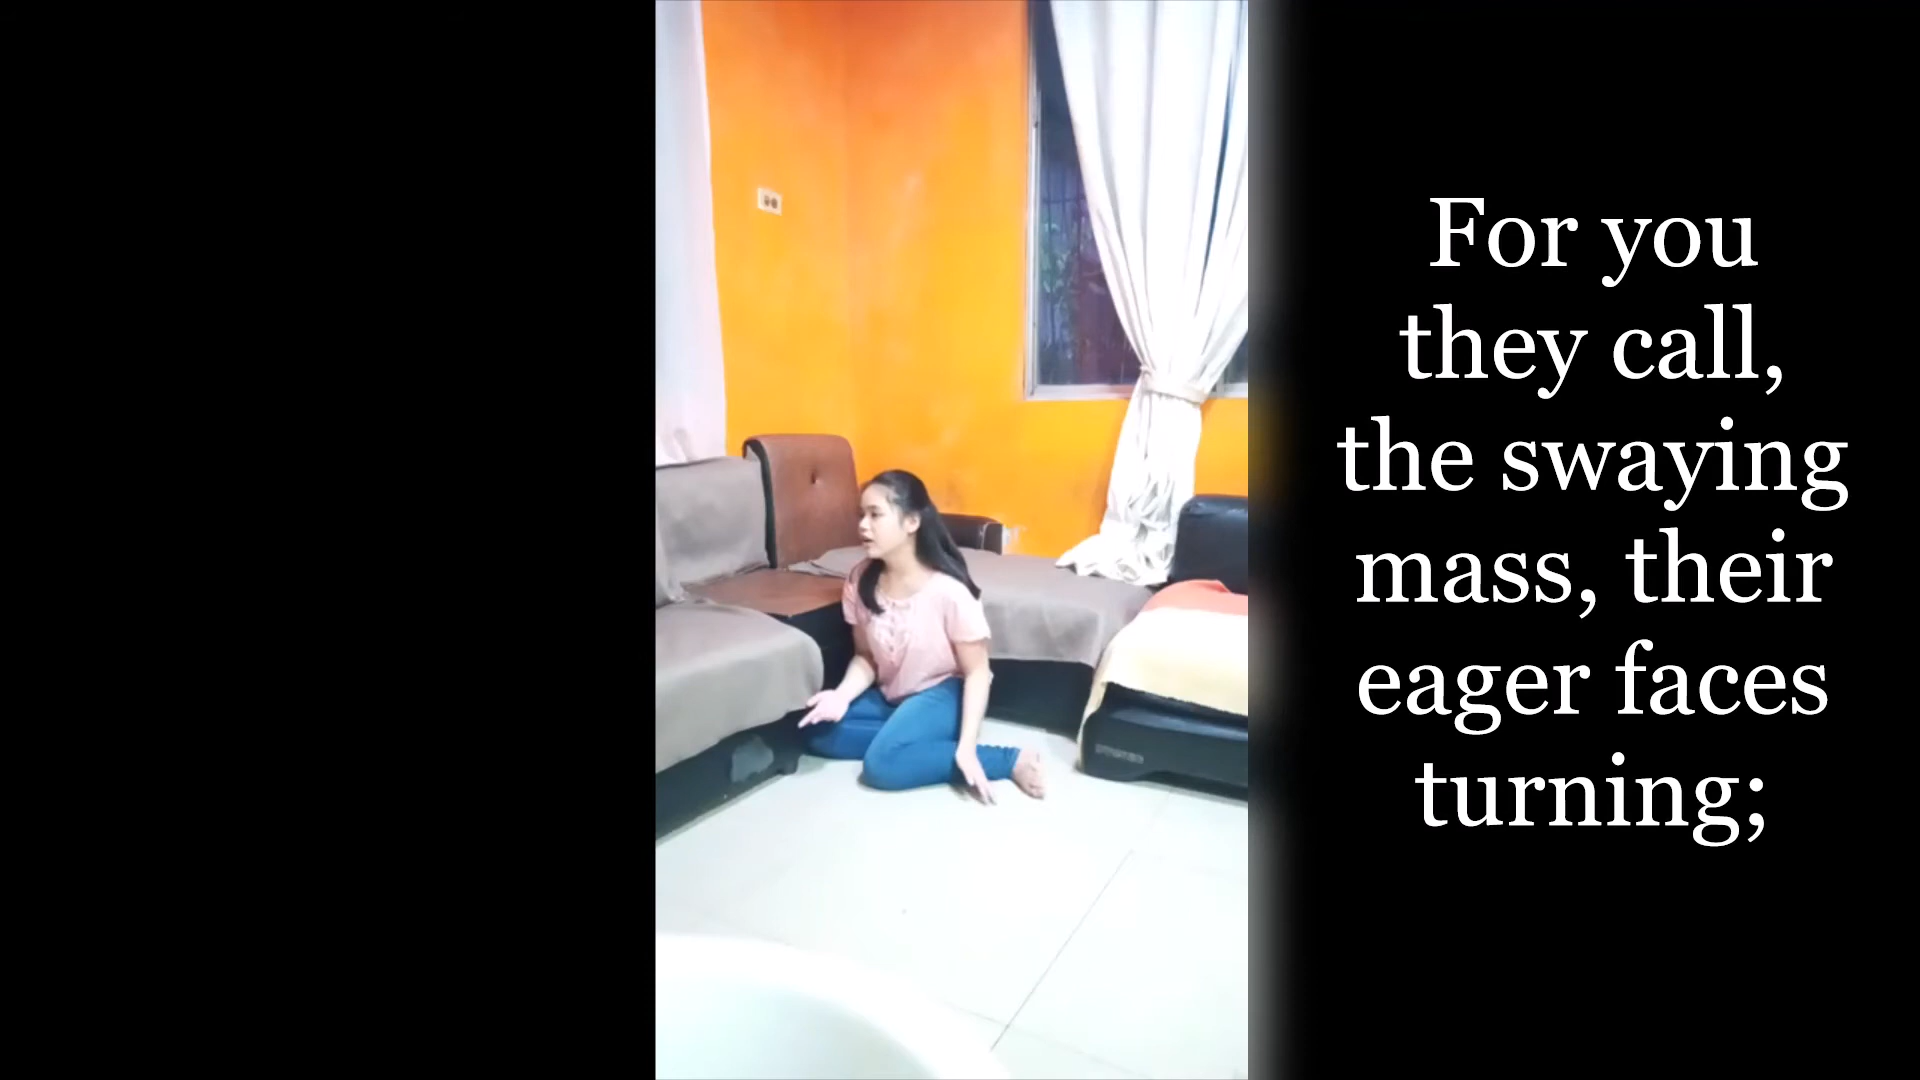 For you
they call,
the swaying
mass, their
eager faces
turning;